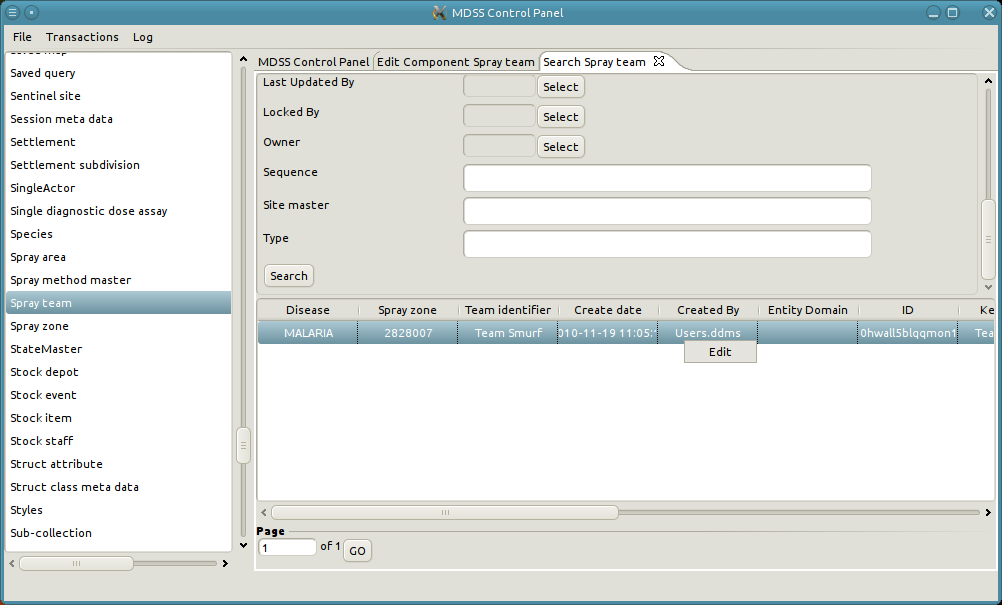 MDSS Control Panel
File Transactions Log
Saved query
Sentinel site
Session meta data
Settlement
Settlement subdivision
SingleActor
Single diagnostic dose assay
Species
Spray area
Spray method master
Spray team
Spray zone
StateMaster
Stock depot
Stock event
Stock item
Stock staff
Struct attribute
Struct class meta data
Styles
Sub-collection
MDSS Control Panel Edit Component Spray team Search Spray team
Last Updated By Select
Locked By Select
Owner Select
Sequence
Site master
Type
Search
Disease Spray zone Team identifier Create date Created By Entity Domain ID Ke
MALARIA 2828007 Team Smurf 010-11-19 11:05: Users.ddms 0hwall5blqqmon1 Tea
Edit
Page
1 of 1 GO